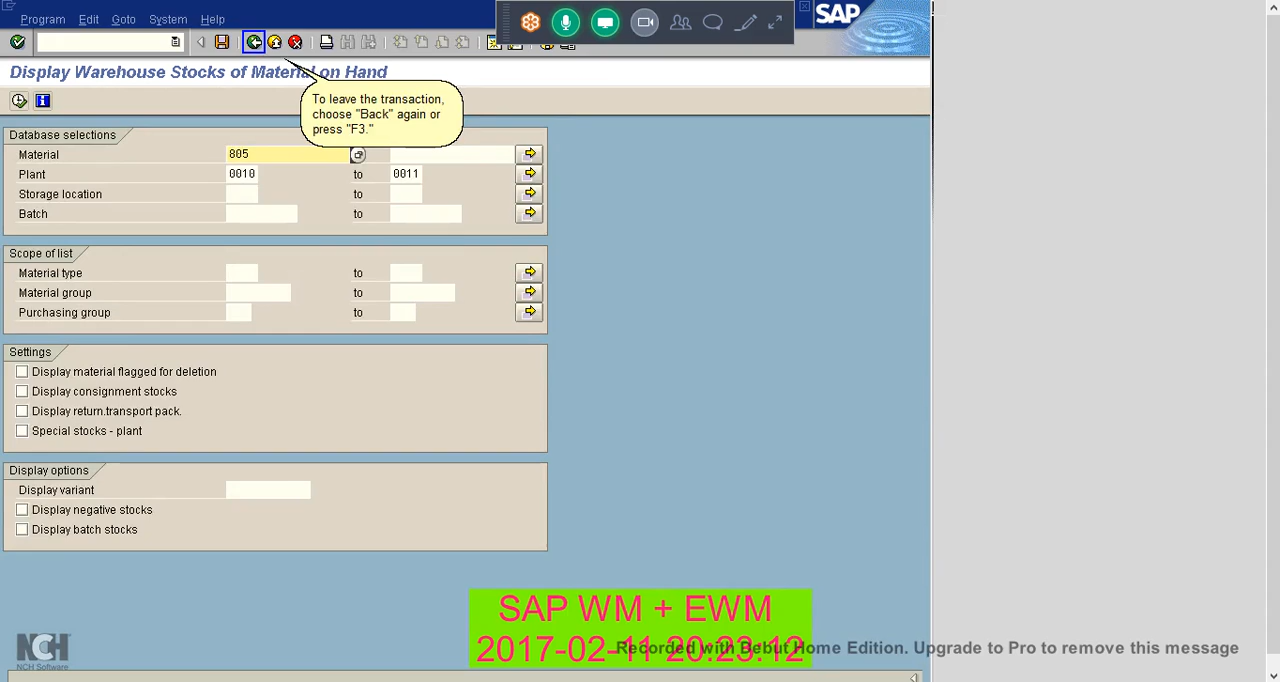 Program Edit Goto System Help
SAP
Display Warehouse Stocks of Material on Hand
To leave the transaction,
choose "Back" again or
press "F3."
Database selections
Material 805
Plant 0010 to 0011
Storage location to
Batch to
Scope of list
Material type to
Material group to
Purchasing group to
Settings
Display material flagged for deletion
Display consignment stocks
Display return.transport pack.
Special stocks - plant
Display options
Display variant
Display negative stocks
Display batch stocks
SAP WM + EWM
2017-02-11 20:23:12
Recorded with Bebut Home Edition. Upgrade to Pro to remove this message
NCH
NCH Software